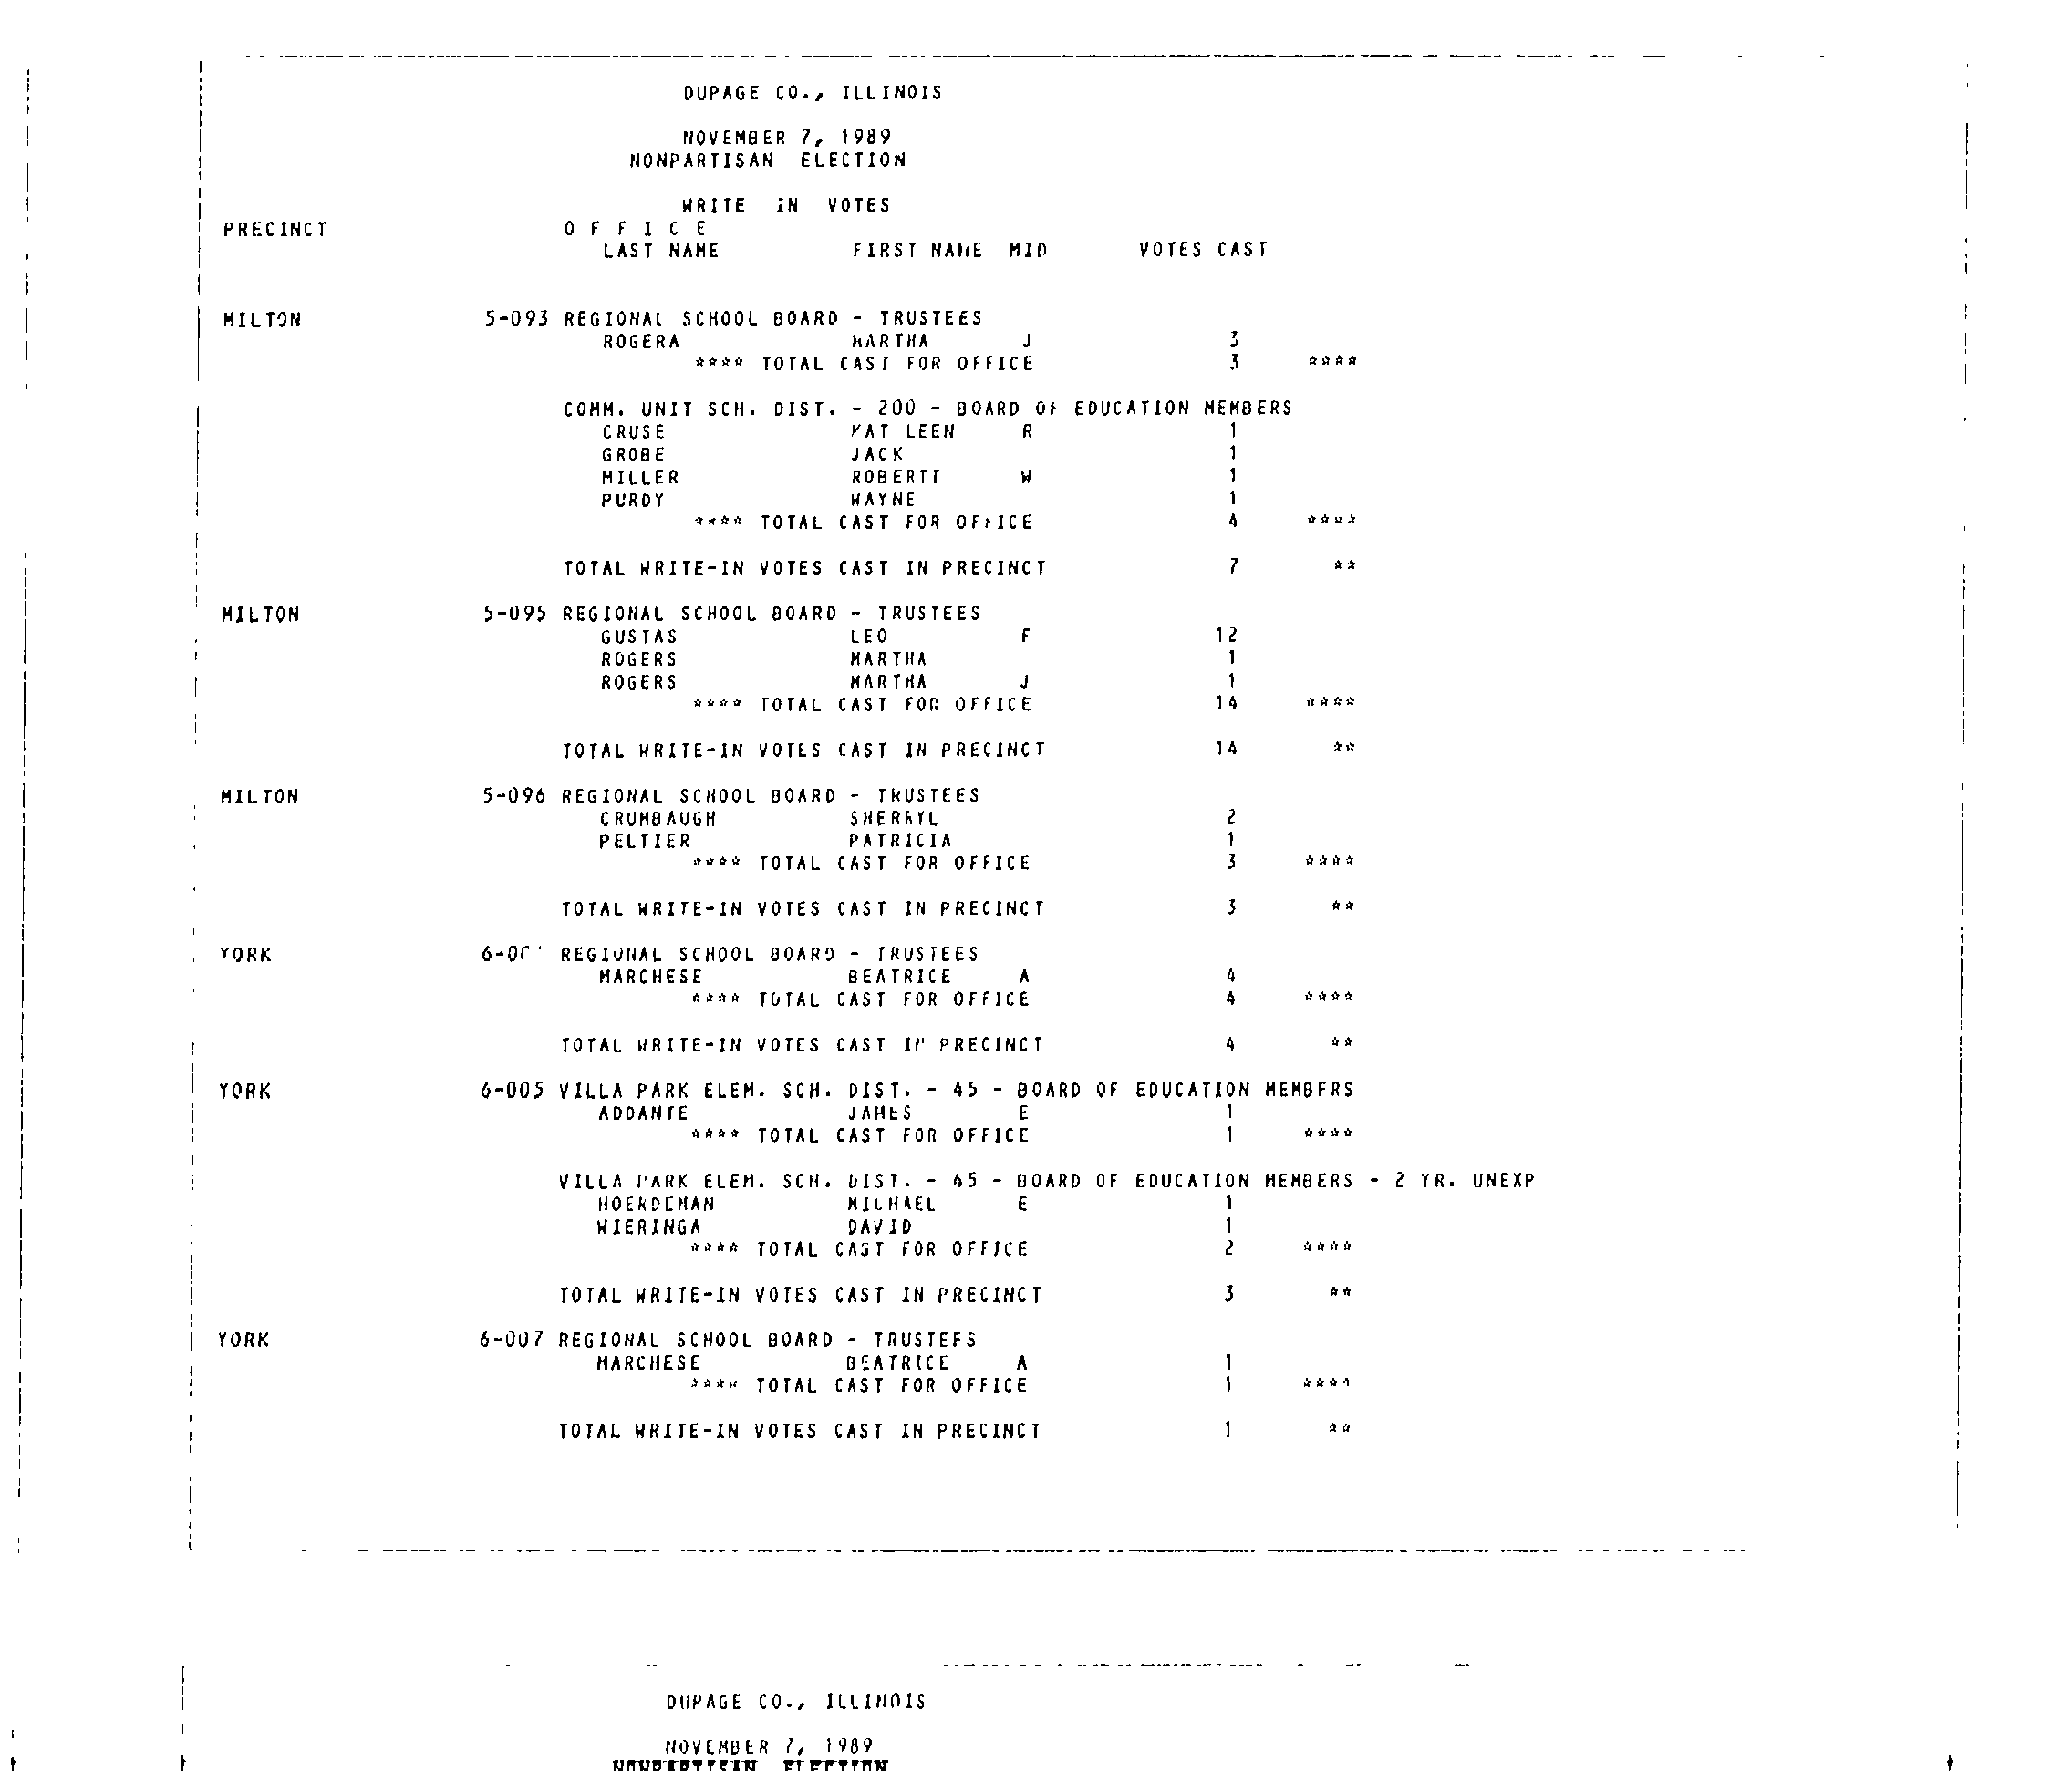 DUPAGE CO., ILLINOIS
NOVEMBER 7, 1989
NONPARTISAN ELECTION
WRITE IN VOTES
PRECINCT O F F I C E
LAST NAME FIRST NAME MID VOTES CAST
MILTON 5-093 REGIONAL SCHOOL BOARD - TRUSTEES
ROGERA MARTHA J 3
**** TOTAL CAST FOR OFFICE 3 ****
COMM. UNIT SCH. DIST. - 200 - BOARD OF EDUCATION MEMBERS
CRUSE KAT LEEN R 1
GROBE JACK 1
MILLER ROBERTT W 1
PURDY WAYNE 1
**** TOTAL CAST FOR OFFICE 4 ****
TOTAL WRITE-IN VOTES CAST IN PRECINCT 7 **
MILTON 5-095 REGIONAL SCHOOL BOARD - TRUSTEES
GUSTAS LEO F 12
ROGERS MARTHA 1
ROGERS MARTHA J 1
**** TOTAL CAST FOR OFFICE 14 ****
TOTAL WRITE-IN VOTES CAST IN PRECINCT 14 **
MILTON 5-096 REGIONAL SCHOOL BOARD - TRUSTEES
CRUMBAUGH SHERRYL 2
PELTIER PATRICIA 1
**** TOTAL CAST FOR OFFICE 3 ****
TOTAL WRITE-IN VOTES CAST IN PRECINCT 3 **
YORK REGIONAL SCHOOL BOARD - TRUSTEES
MARCHESE BEATRICE A 4
**** TOTAL CAST FOR OFFICE 4 ****
TOTAL WRITE-IN VOTES CAST IN PRECINCT 4 **
YORK 6-005 VILLA PARK ELEM. SCH. DIST. - 45 - BOARD OF EDUCATION MEMBERS
ADDANTE JAMES E 1
**** TOTAL CAST FOR OFFICE 1 ****
VILLA PARK ELEM. SCH. DIST. - 45 - BOARD OF EDUCATION MEMBERS - 2 YR. UNEXP
HOERDEMAN MICHAEL E 1
WIERINGA DAVID 1
**** TOTAL CAST FOR OFFICE 2 ****
TOTAL WRITE-IN VOTES CAST IN PRECINCT 3 **
YORK 6-007 REGIONAL SCHOOL BOARD - TRUSTEES
MARCHESE BEATRICE A 1
**** TOTAL CAST FOR OFFICE 1 ****
TOTAL WRITE-IN VOTES CAST IN PRECINCT 1 **
DUPAGE CO., ILLINOIS
NOVEMBER 7, 1989
NONPARTISAN ELECTION